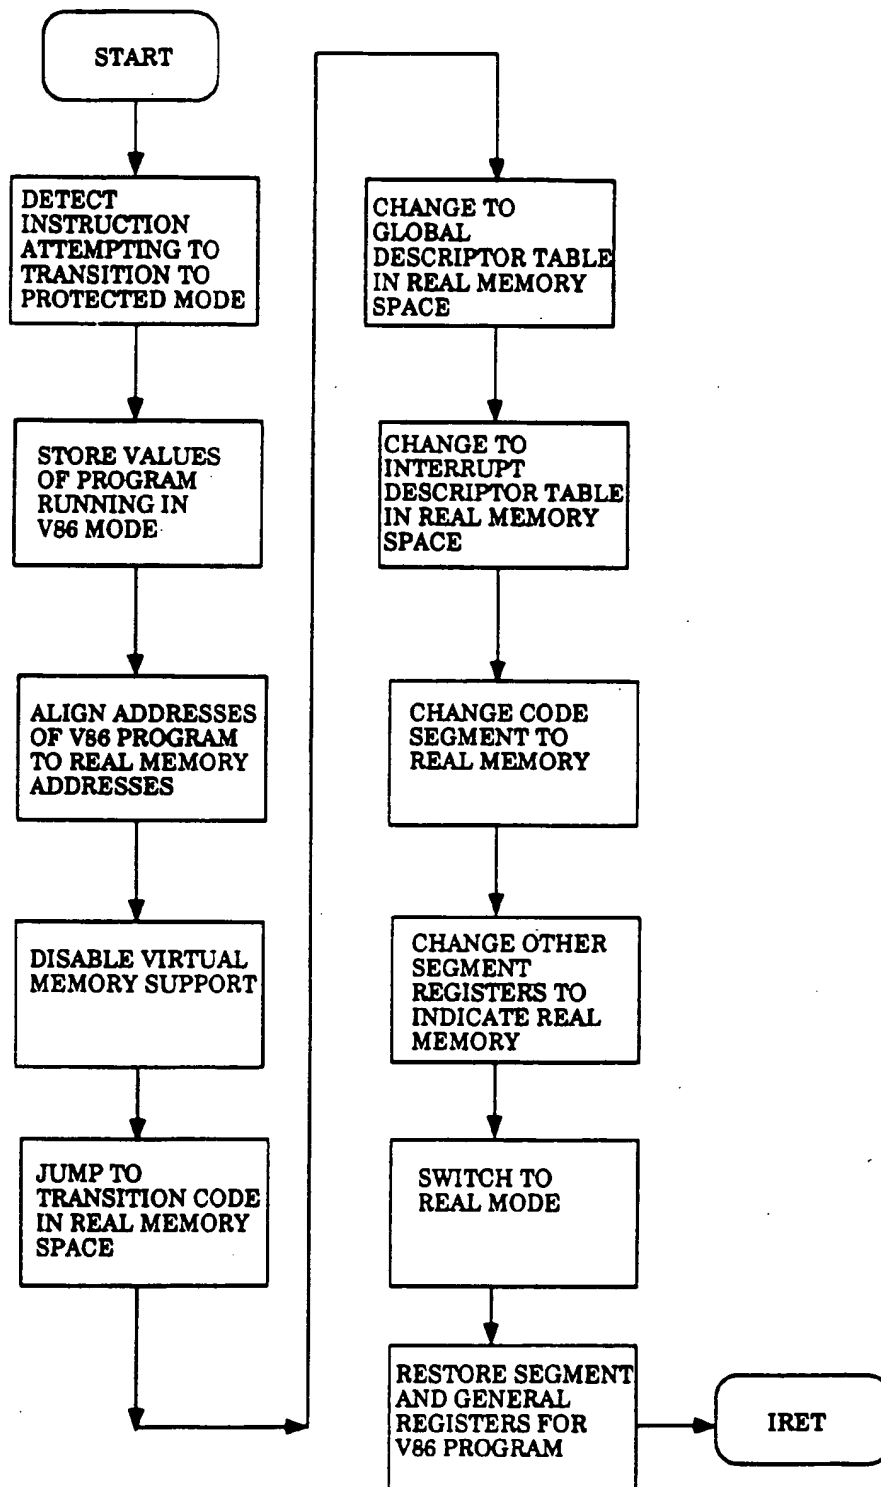 START
DETECT
INSTRUCTION
ATTEMPTING TO
TRANSITION TO
PROTECTED MODE
STORE VALUES
OF PROGRAM
RUNNING IN
V86 MODE
ALIGN ADDRESSES
OF V86 PROGRAM
TO REAL MEMORY
ADDRESSES
DISABLE VIRTUAL
MEMORY SUPPORT
JUMP TO
TRANSITION CODE
IN REAL MEMORY
SPACE
CHANGE TO
GLOBAL
DESCRIPTOR TABLE
IN REAL MEMORY
SPACE
CHANGE TO
INTERRUPT
DESCRIPTOR TABLE
IN REAL MEMORY
SPACE
CHANGE CODE
SEGMENT TO
REAL MEMORY
CHANGE OTHER
SEGMENT
REGISTERS TO
INDICATE REAL
MEMORY
SWITCH TO
REAL MODE
RESTORE SEGMENT
AND GENERAL
REGISTERS FOR
V86 PROGRAM
IRET